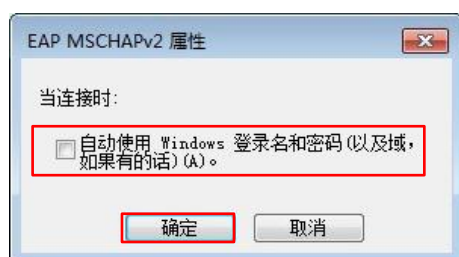 EAP MSCHAPv2 属性
当连接时:
自动使用 Windows 登录名和密码(以及域,
如果有的话)(A)。
确定
取消